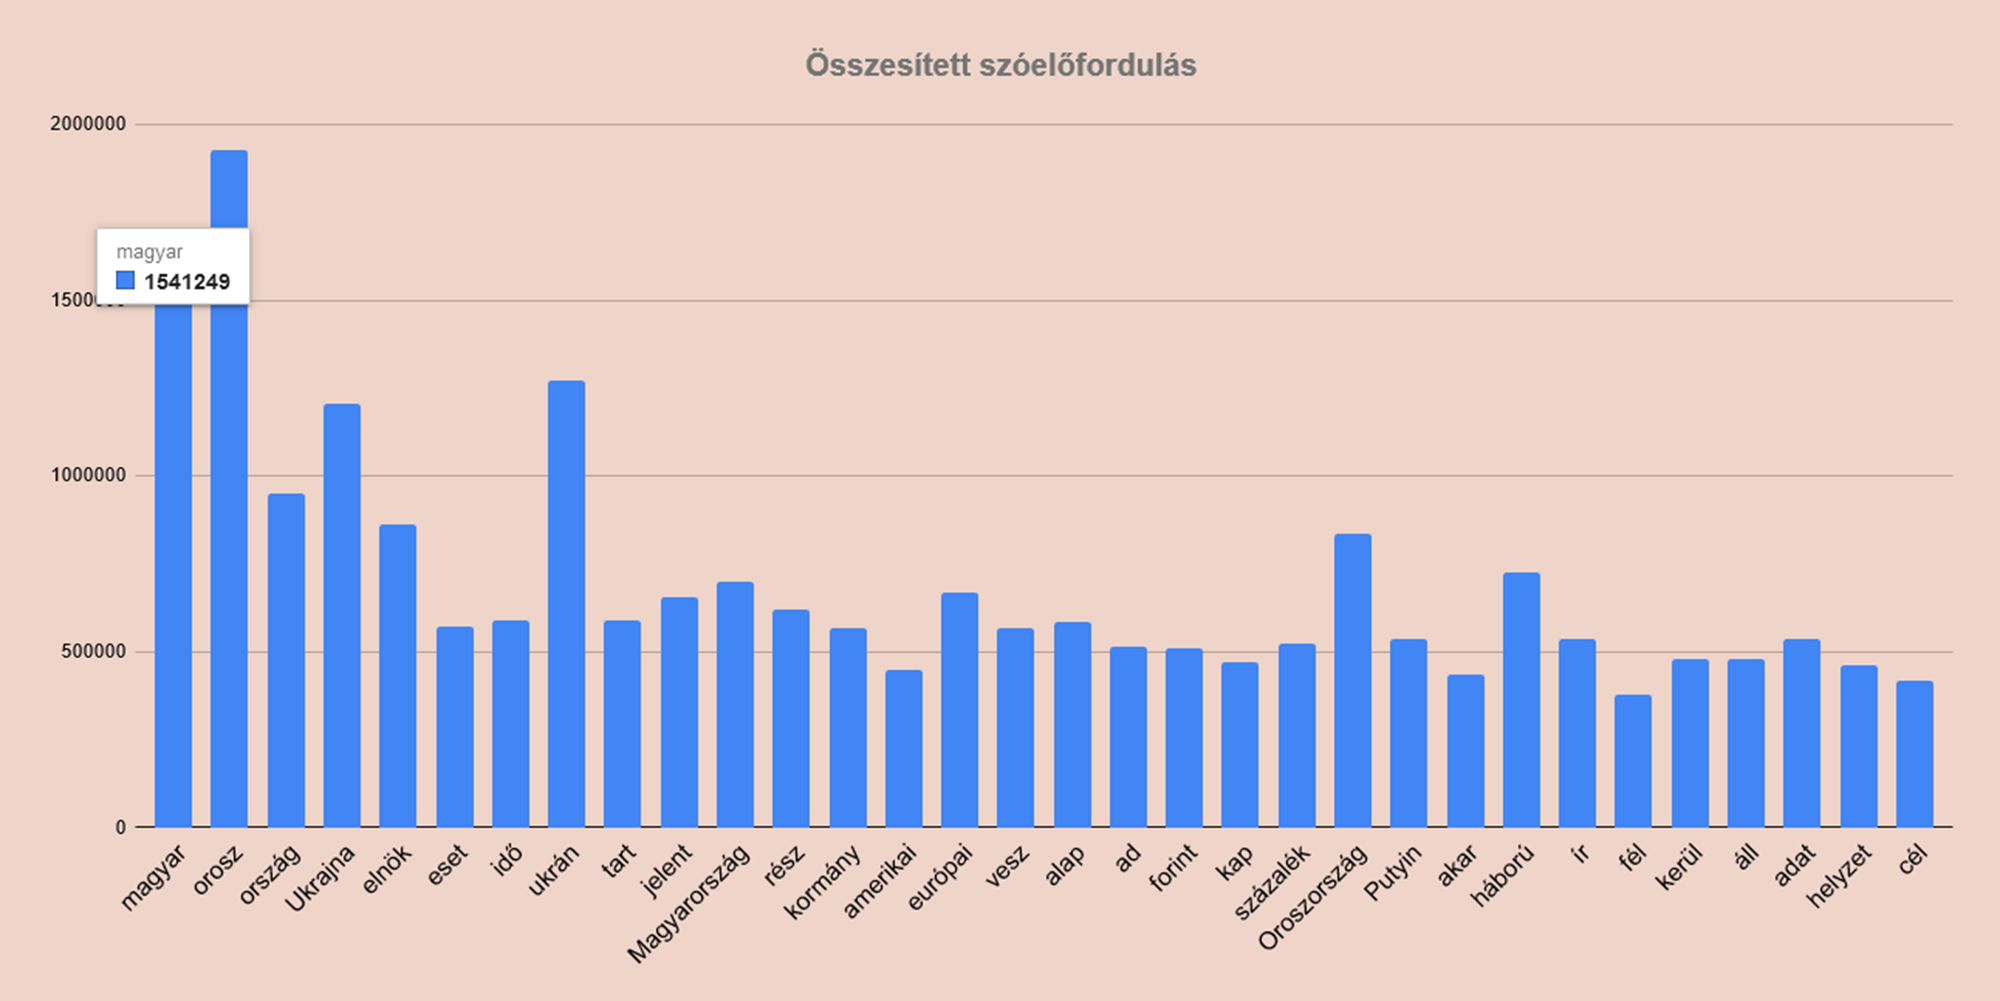 Összesített szóelőfordulás
2000000
magyar
1541249
1000000
500000
0
magyar
orosz
ország
Ukrajna
elnök
eset
idő
ukrán
tart
jelent
Magyarország
rész
kormány
amerikai
európai
vesz
alap
ad
forint
kap
százalék
Oroszország
Putyin
akar
háború
ír
fél
kerül
áll
adat
helyzet
cél